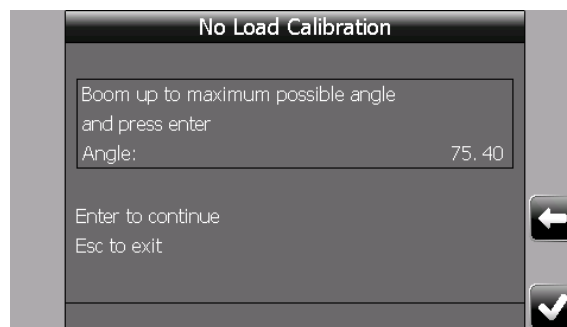 No Load Calibration
Boom up to maximum possible angle
and press enter
Angle: 75.40
Enter to continue
Esc to exit